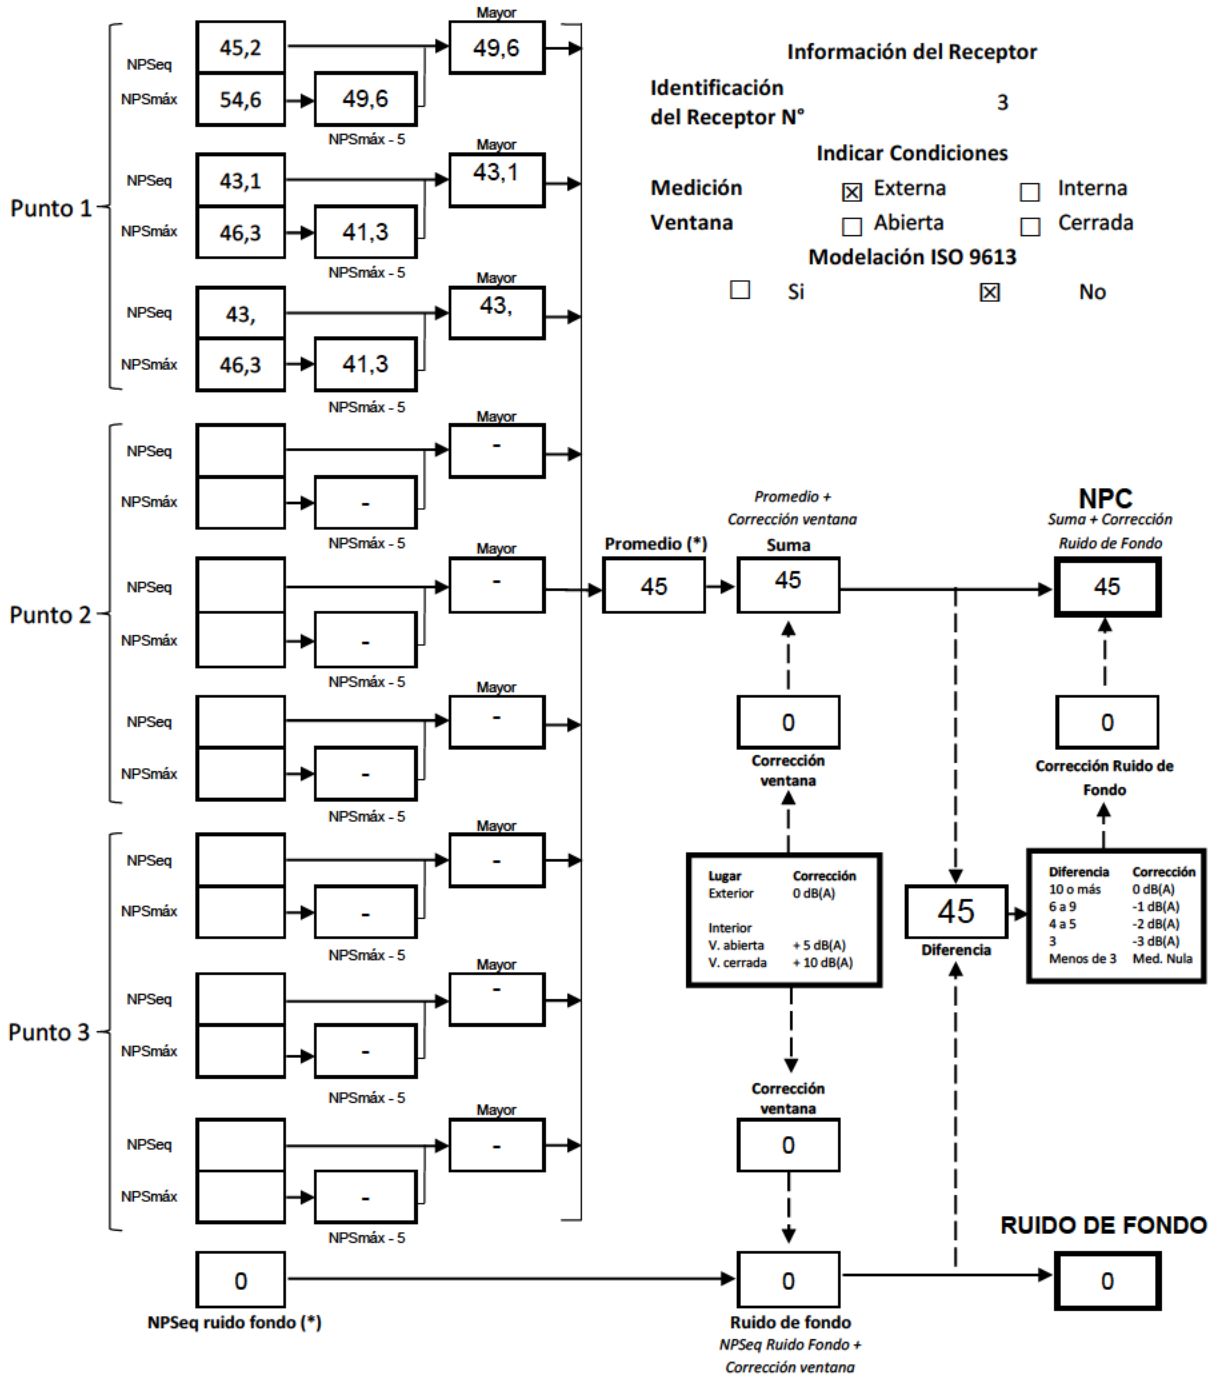 Mayor
45,2
49,6
NPSeq
NPSmáx
54,6
49,6
NPSmáx - 5
Mayor
NPSeq
43,1
43,1
Punto 1
NPSmáx
46,3
41,3
NPSmáx - 5
Mayor
NPSeq
43,
43,
NPSmáx
46,3
41,3
NPSmáx - 5
Información del Receptor
Identificación
del Receptor N°
3
Indicar Condiciones
Medición
☒ Externa
☐ Interna
Ventana
☐ Abierta
☐ Cerrada
Modelación ISO 9613
☐ Si
☒ No
Mayor
NPSeq
-
NPSmáx
-
NPSmáx - 5
Mayor
NPSeq
-
Punto 2
NPSmáx
-
NPSmáx - 5
Mayor
NPSeq
-
NPSmáx
-
NPSmáx - 5
Mayor
NPSeq
-
NPSmáx
-
NPSmáx - 5
Mayor
NPSeq
-
Punto 3
NPSmáx
-
NPSmáx - 5
Mayor
NPSeq
-
NPSmáx
-
NPSmáx - 5
Promedio (*)
45
Promedio +
Corrección ventana
Suma
45
NPC
Suma + Corrección
Ruido de Fondo
45
0
Corrección
ventana
0
Corrección Ruido de
Fondo
Lugar Corrección
Exterior 0 dB(A)
Interior
V. abierta + 5 dB(A)
V. cerrada + 10 dB(A)
45
Diferencia
Diferencia Corrección
10 o más 0 dB(A)
6 a 9 -1 dB(A)
4 a 5 -2 dB(A)
3 -3 dB(A)
Menos de 3 Med. Nula
Corrección
ventana
0
0
NPSeq ruido fondo (*)
0
Ruido de fondo
NPSeq Ruido Fondo +
Corrección ventana
RUIDO DE FONDO
0